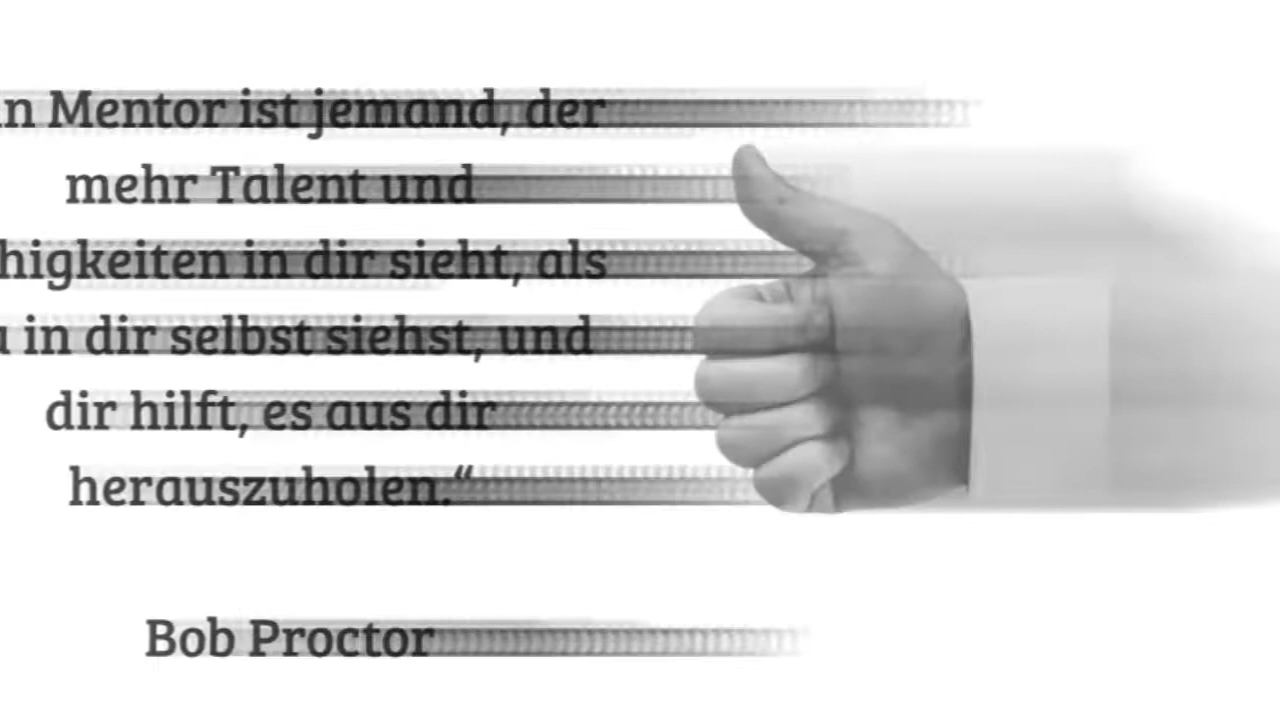 n Mentor ist jemand, der
mehr Talent und
higkeiten in dir sieht, als
in dir selbst siehst, und
dir hilft, es aus dir
herauszuholen.“
Bob Proctor